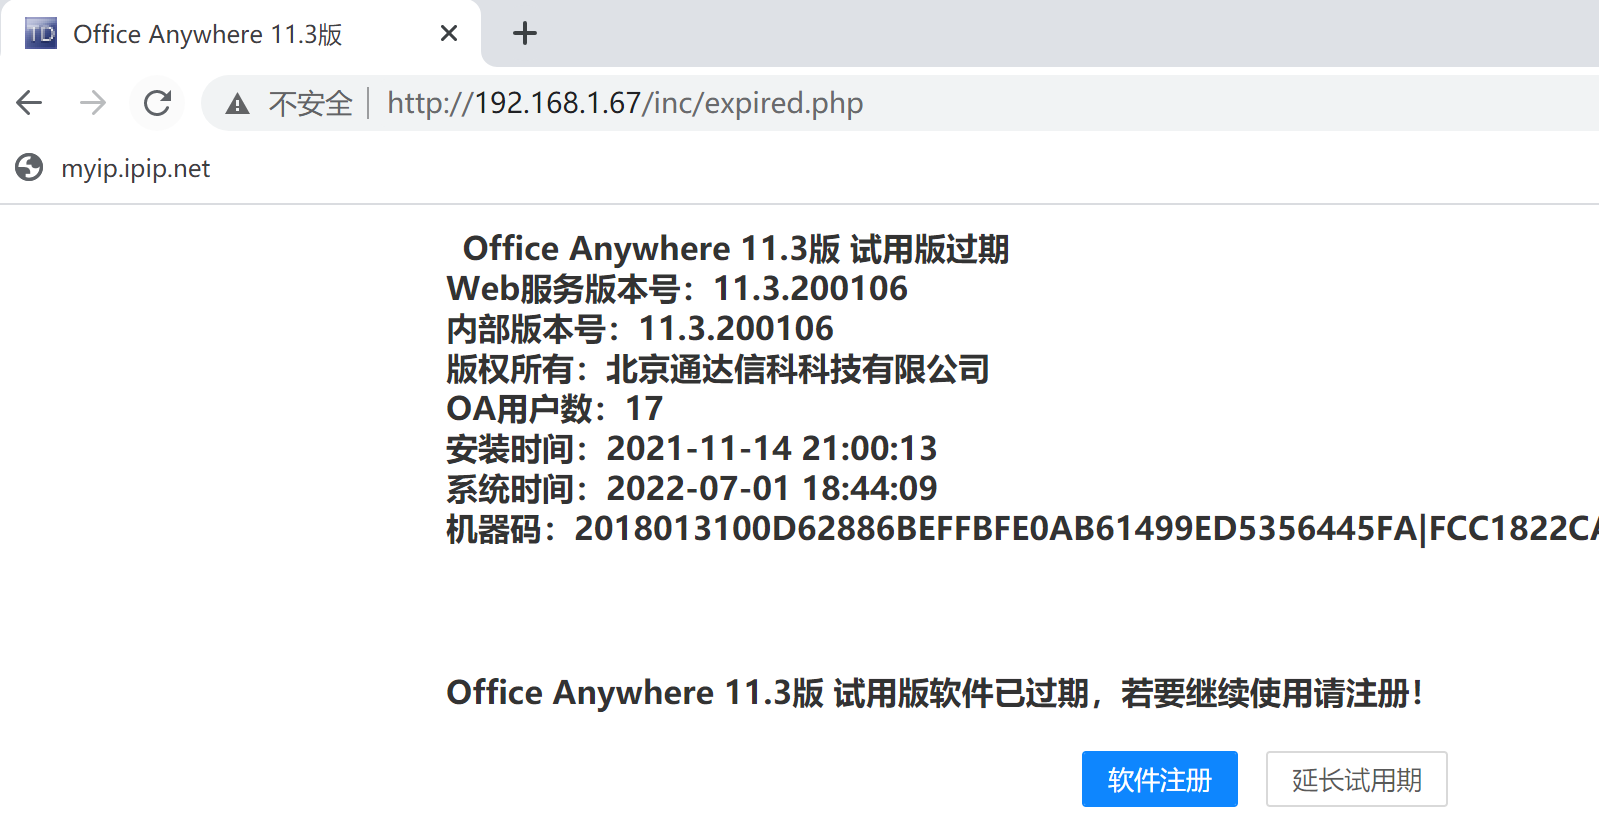 TD Office Anywhere 11.3版
不安全 http://192.168.1.67/inc/expired.php
myip.ipip.net
Office Anywhere 11.3版 试用版过期
Web服务版本号：11.3.200106
内部版本号：11.3.200106
版权所有：北京通达信科科技有限公司
OA用户数：17
安装时间：2021-11-14 21:00:13
系统时间：2022-07-01 18:44:09
机器码：2018013100D62886BEFFBFE0AB61499ED5356445FA|FCC1822CA
Office Anywhere 11.3版 试用版软件已过期，若要继续使用请注册！
软件注册 延长试用期